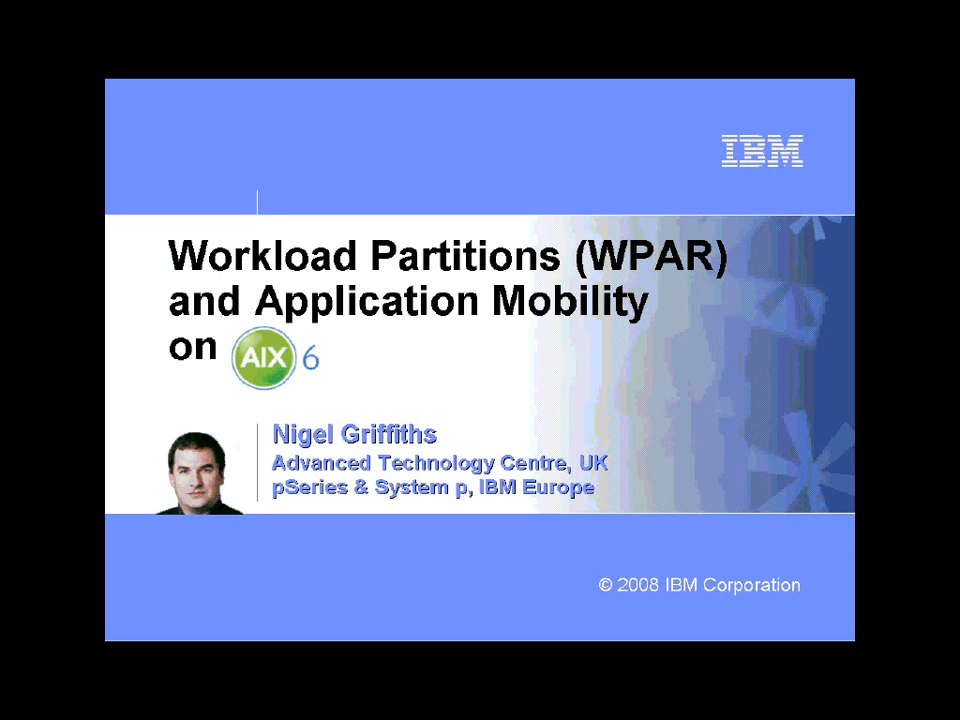 IBM
Workload Partitions (WPAR)
and Application Mobility
on AIX 6
Nigel Griffiths
Advanced Technology Centre, UK
pSeries & System p, IBM Europe
© 2008 IBM Corporation